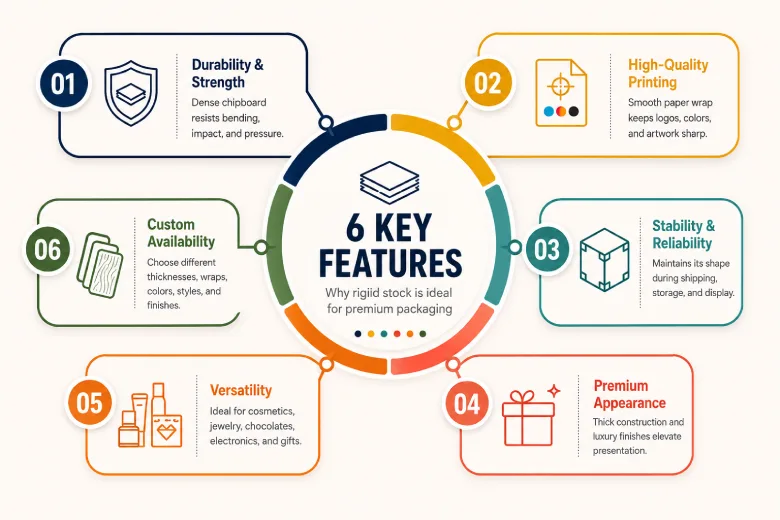 6 KEY
FEATURES
Why rigiid stock is ideal
for premium packaging
01
Durability &
Strength
Dense chipboard
resists bending,
impact, and pressure.
02
High-Quality
Printing
Smooth paper wrap
keeps logos, colors,
and artwork sharp.
03
Stability &
Reliability
Maintains its shape
during shipping,
storage, and display.
04
Premium
Appearance
Thick construction and
luxury finishes elevate
presentation.
05
Versatility
Ideal for cosmetics,
jewelry, chocolates,
electronics, and gifts.
06
Custom
Availability
Choose different
thicknesses, wraps,
colors, styles, and
finishes.